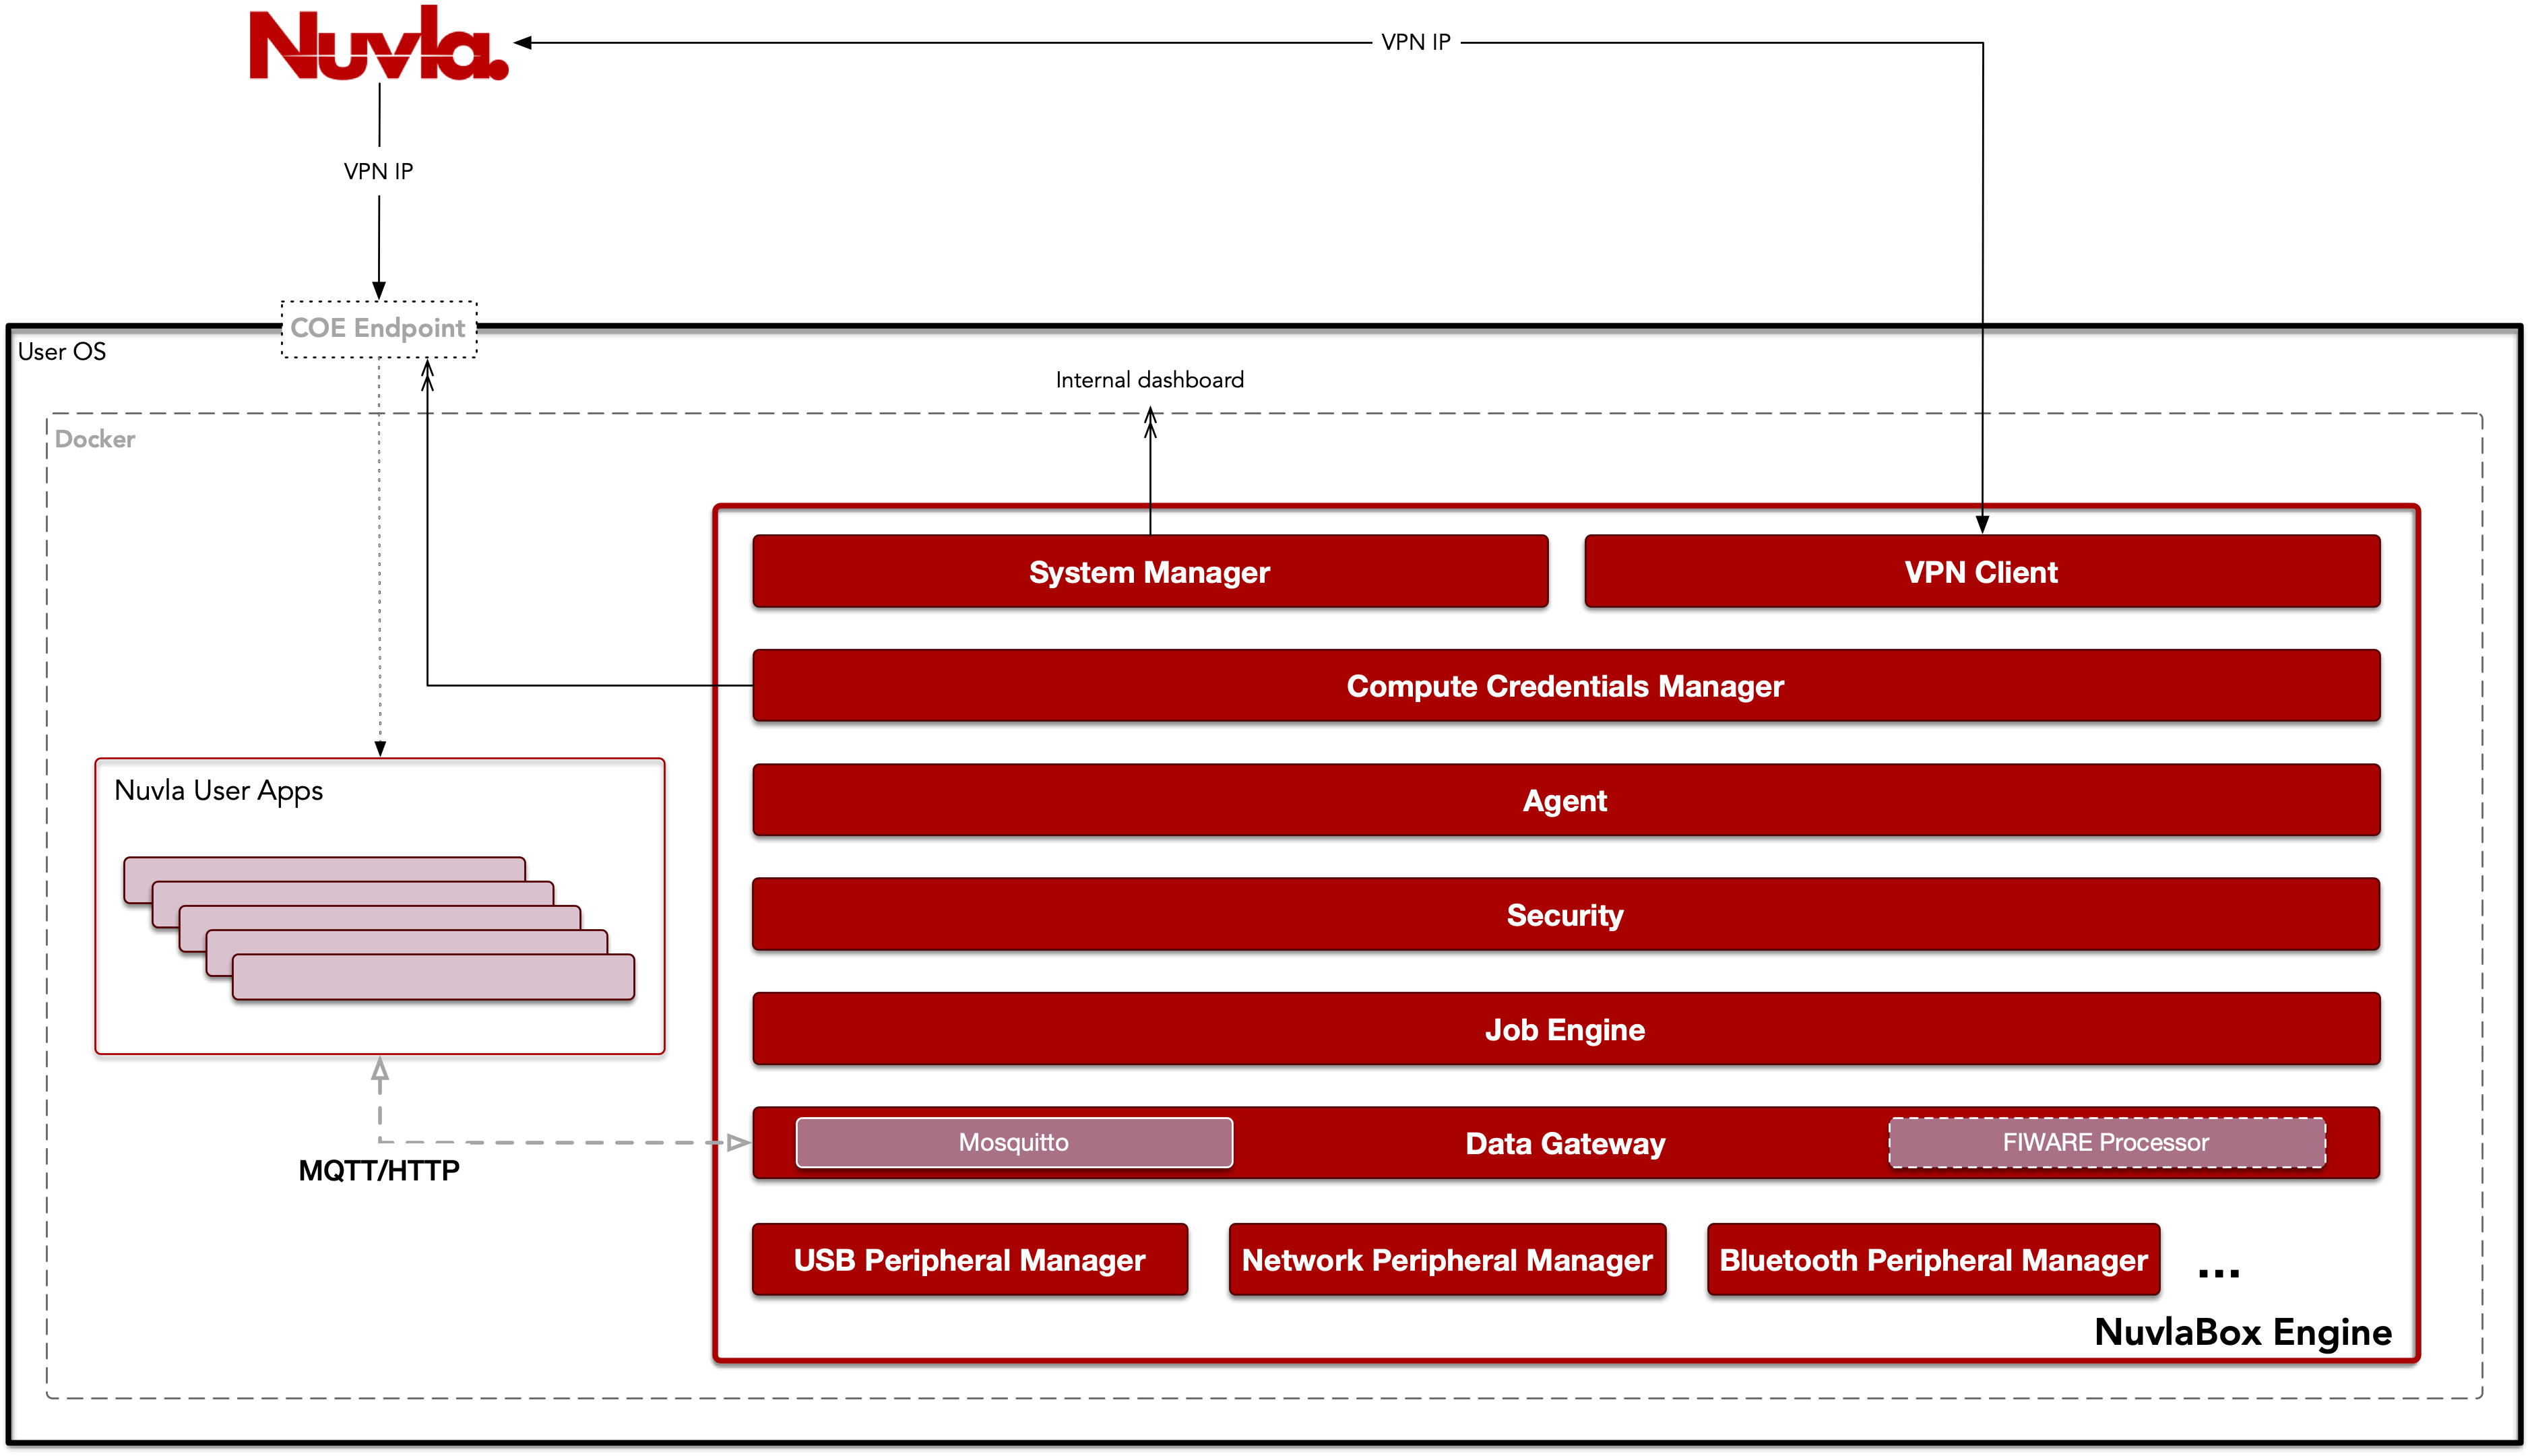 Nuvla.
VPN IP
VPN IP
COE Endpoint
User OS
Internal dashboard
Docker
System Manager
VPN Client
Compute Credentials Manager
Nuvla User Apps
Agent
Security
Job Engine
Mosquitto
Data Gateway
FIWARE Processor
MQTT/HTTP
USB Peripheral Manager
Network Peripheral Manager
Bluetooth Peripheral Manager
...
NuvlaBox Engine